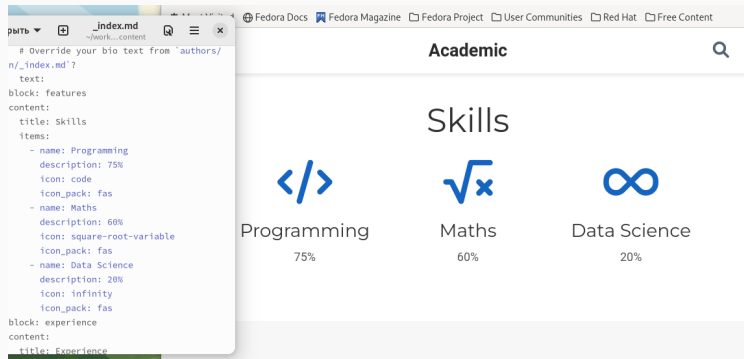 Fedora Docs Fedora Magazine Fedora Project User Communities Red Hat Free Content
рыть _index.md
~/work...content
# Override your bio text from `authors/
n/_index.md`?
text:
block: features
content:
title: Skills
items:
- name: Programming
description: 75%
icon: code
icon_pack: fas
- name: Maths
description: 60%
icon: square-root-variable
icon_pack: fas
- name: Data Science
description: 20%
icon: infinity
icon_pack: fas
block: experience
content:
title: Experience
Academic
Skills
Programming Maths Data Science
75% 60% 20%